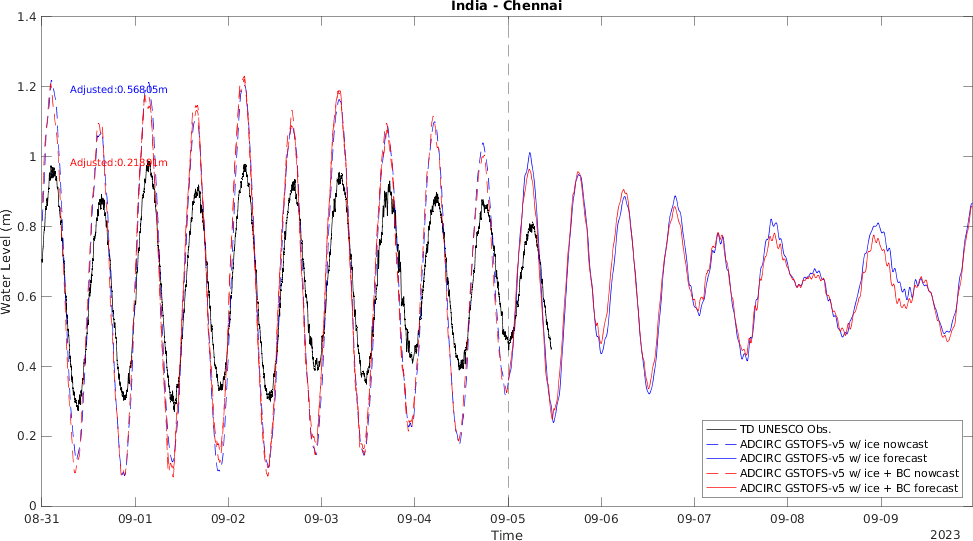 India - Chennai
1.4
1.2
1
0.8
0.6
0.4
0.2
0
Water Level (m)
Adjusted:0.56805m
TD UNESCO Obs.
ADCIRC GSTOFS-v5 w/ ice nowcast
ADCIRC GSTOFS-v5 w/ ice forecast
ADCIRC GSTOFS-v5 w/ ice + BC nowcast
ADCIRC GSTOFS-v5 w/ ice + BC forecast
08-31 09-01 09-02 09-03 09-04 09-05 09-06 09-07 09-08 09-09
Time
2023